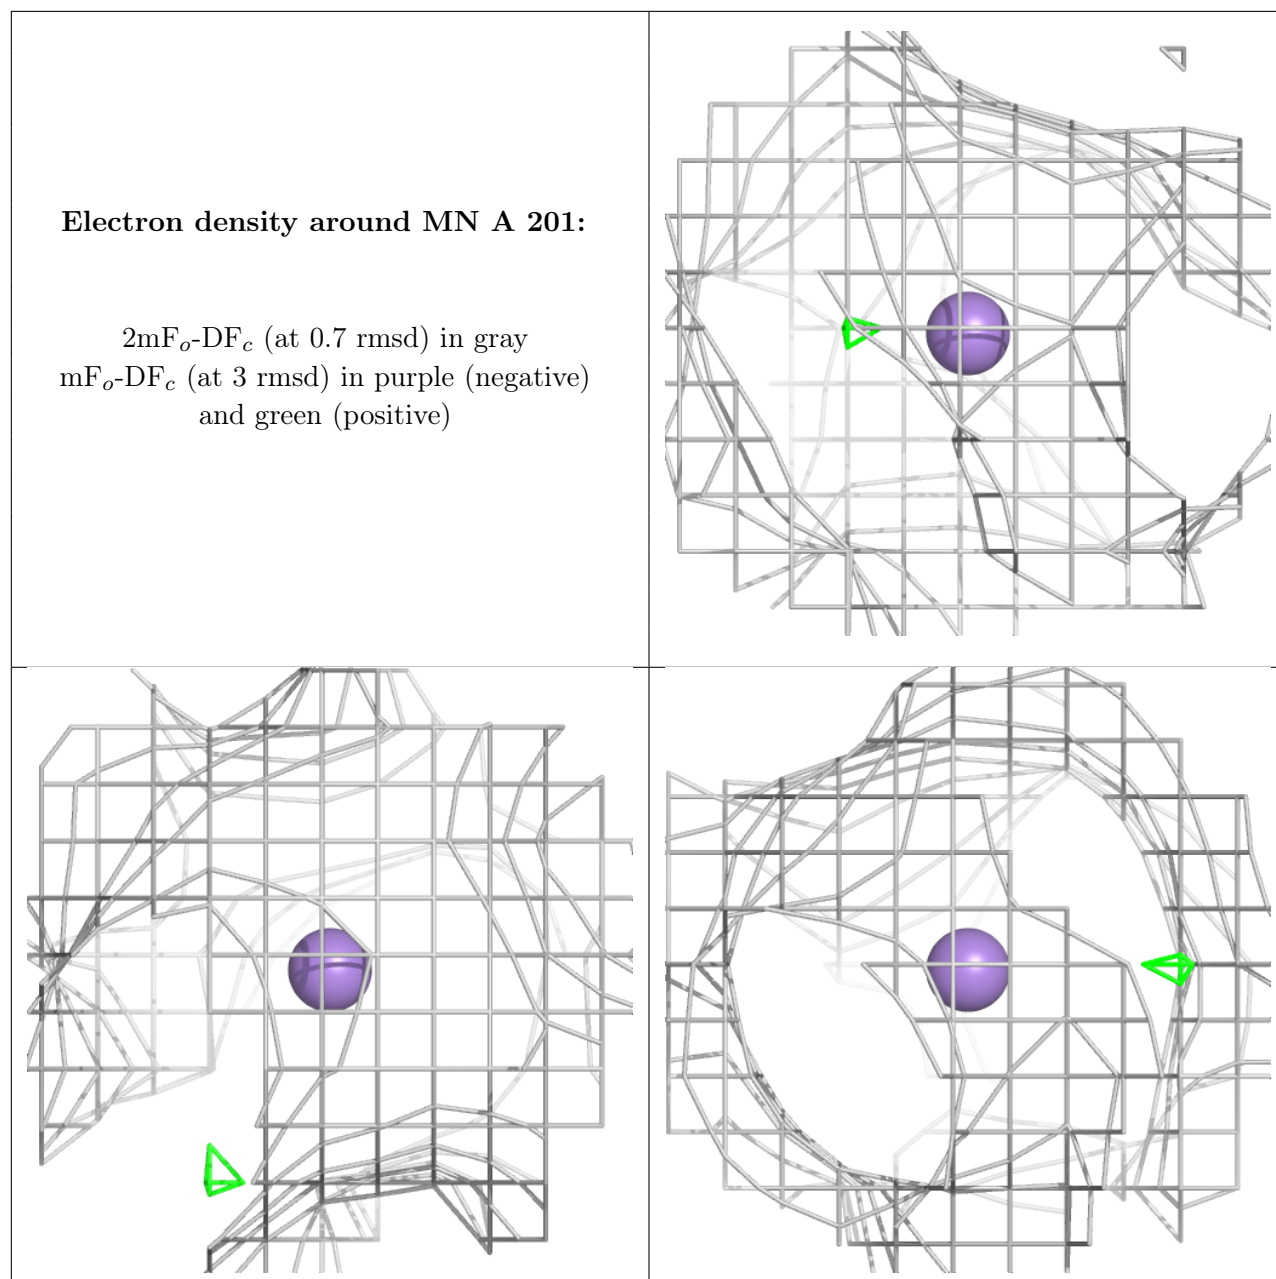 Electron density around MN A 201:
2mFo-DFc (at 0.7 rmsd) in gray
mFo-DFc (at 3 rmsd) in purple (negative)
and green (positive)